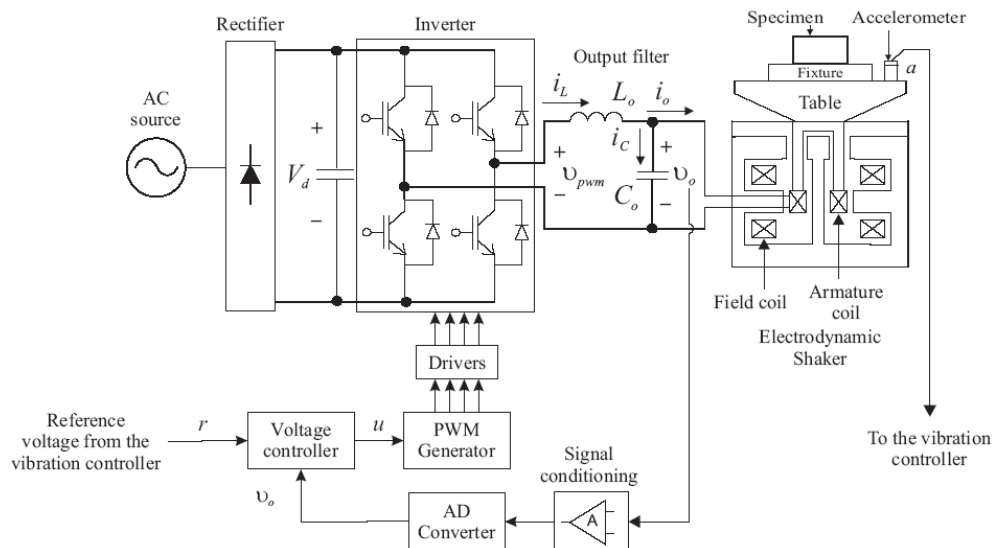 Rectifier
Inverter
Specimen
Accelerometer
Output filter
Fixture
a
Table
AC
source
+
V_d
−
i_L
L_o
i_o
i_C
+
υ_pwm
−
+
υ_o
−
C_o
Field coil
Armature
coil
Electrodynamic
Shaker
Drivers
Reference
voltage from the
vibration controller
r
Voltage
controller
u
PWM
Generator
To the vibration
controller
Signal
conditioning
υ_o
AD
Converter
A